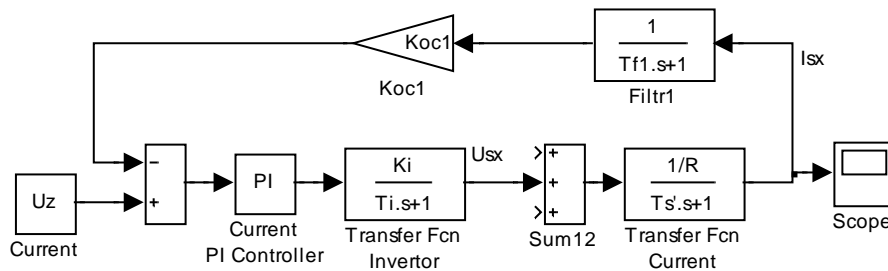 Koc1
Koc1
1
Tf1.s+1
Filtr1
Isx
−
+
Uz
Current
PI
Current
PI Controller
Ki
Ti.s+1
Transfer Fcn
Invertor
Usx
+
+
+
Sum12
1/R
Ts'.s+1
Transfer Fcn
Current
Scope